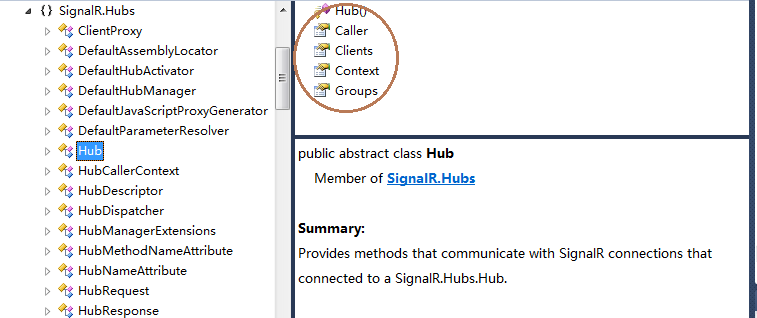 {} SignalR.Hubs
ClientProxy
DefaultAssemblyLocator
DefaultHubActivator
DefaultHubManager
DefaultJavaScriptProxyGenerator
DefaultParameterResolver
Hub
HubCallerContext
HubDescriptor
HubDispatcher
HubManagerExtensions
HubMethodNameAttribute
HubNameAttribute
HubRequest
HubResponse
Hub()
Caller
Clients
Context
Groups
public abstract class Hub
Member of SignalR.Hubs
Summary:
Provides methods that communicate with SignalR connections that
connected to a SignalR.Hubs.Hub.